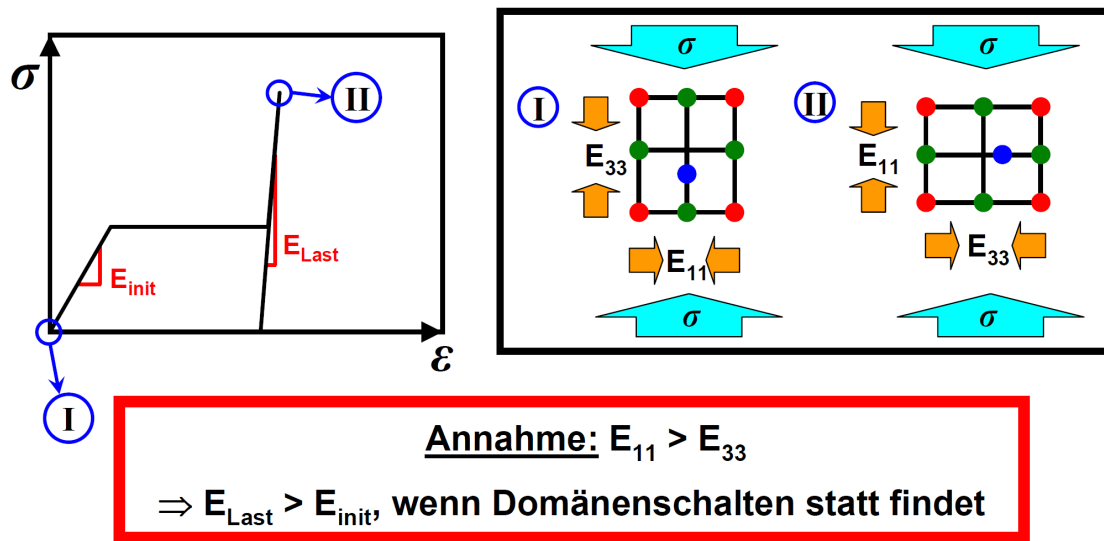 σ
II
E_Last
E_init
ε
I
σ
σ
I
II
E_33
E_11
E_11
E_33
σ
σ
Annahme: E_11 > E_33
⇒ E_Last > E_init, wenn Domänenschalten statt findet